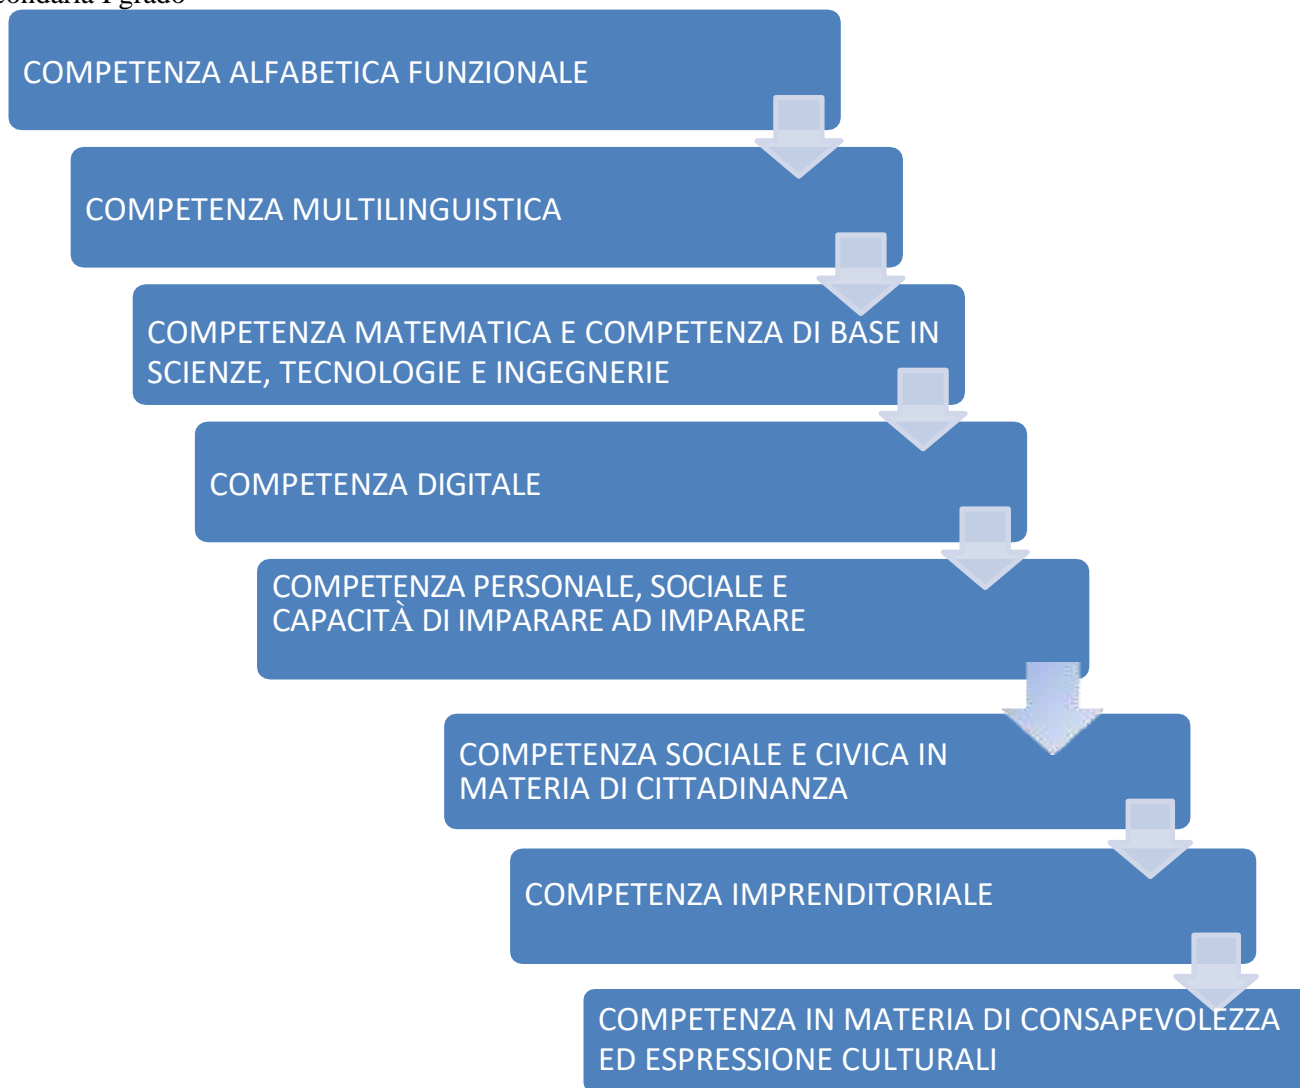 I grado
COMPETENZA ALFABETICA FUNZIONALE
COMPETENZA MULTILINGUISTICA
COMPETENZA MATEMATICA E COMPETENZA DI BASE IN
SCIENZE, TECNOLOGIE E INGEGNERIE
COMPETENZA DIGITALE
COMPETENZA PERSONALE, SOCIALE E
CAPACITÀ DI IMPARARE AD IMPARARE
COMPETENZA SOCIALE E CIVICA IN
MATERIA DI CITTADINANZA
COMPETENZA IMPRENDITORIALE
COMPETENZA IN MATERIA DI CONSAPEVOLEZZA
ED ESPRESSIONE CULTURALI